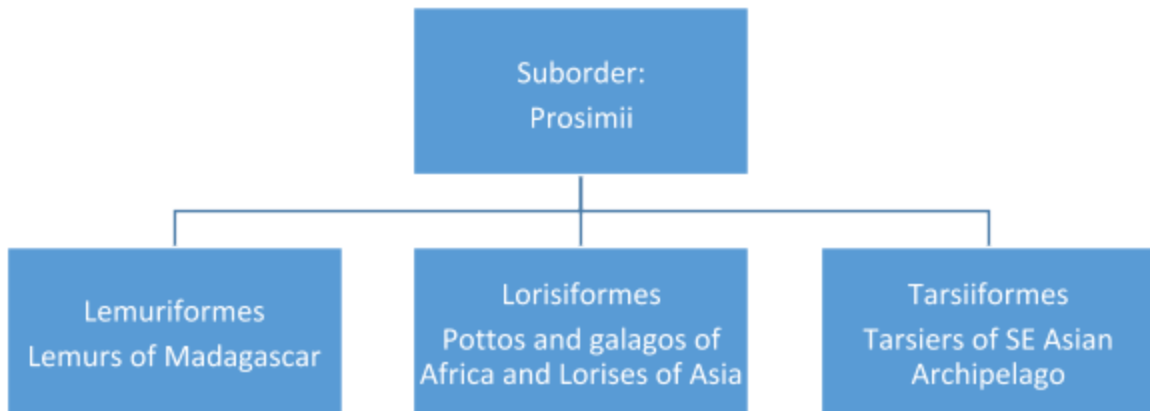 Suborder:
Prosimii
Lemuriformes
Lemurs of Madagascar
Lorisiformes
Pottos and galagos of
Africa and Lorises of Asia
Tarsiiformes
Tarsiers of SE Asian
Archipelago